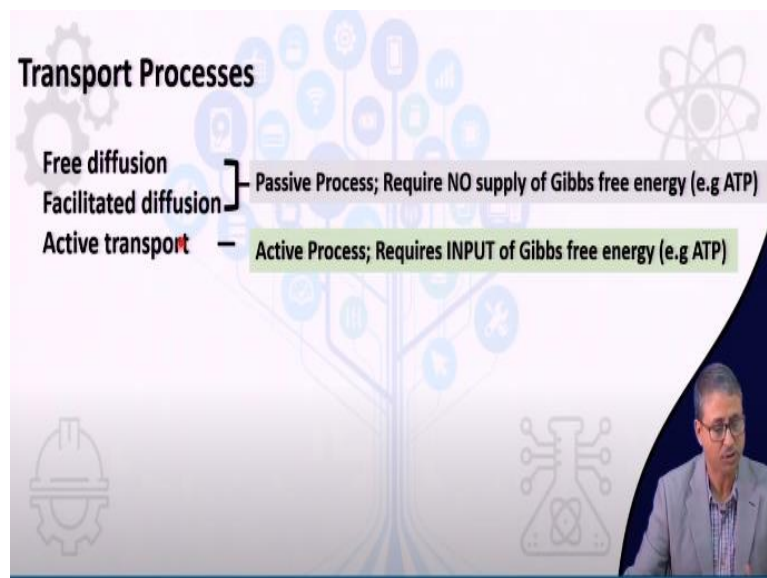 Transport Processes
Free diffusion
Facilitated diffusion
Passive Process; Require NO supply of Gibbs free energy (e.g ATP)
Active transport –
Active Process; Requires INPUT of Gibbs free energy (e.g ATP)